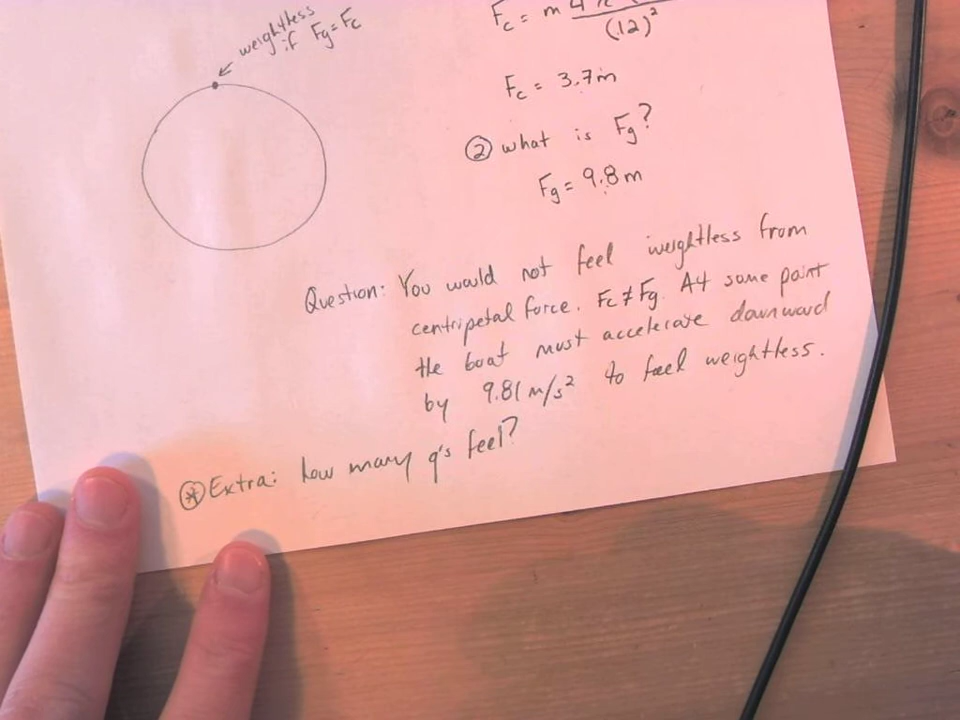 weightless
if Fg = Fc
Fc = m 4
(12)²
Fc = 3.7m
② what is Fg?
Fg = 9.8m
Question: You would not feel weightless from
centripetal force. Fc ≠ Fg. At some point
the boat must accelerate downward
by 9.81 m/s² to feel weightless.
⊛ Extra: how many g's feel?